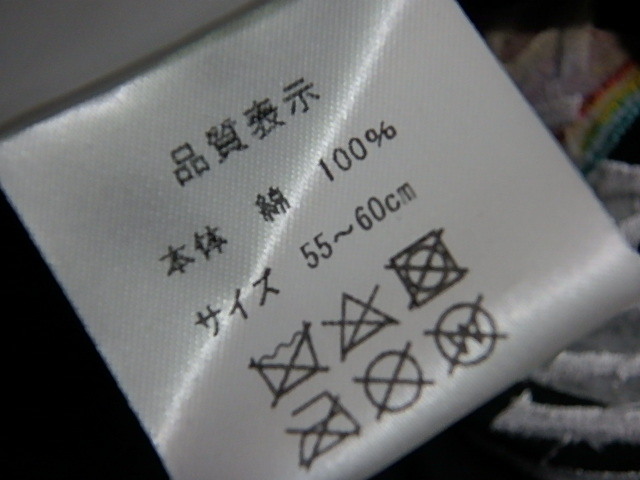 品質表示
本体 綿 100%
サイズ 55～60cm